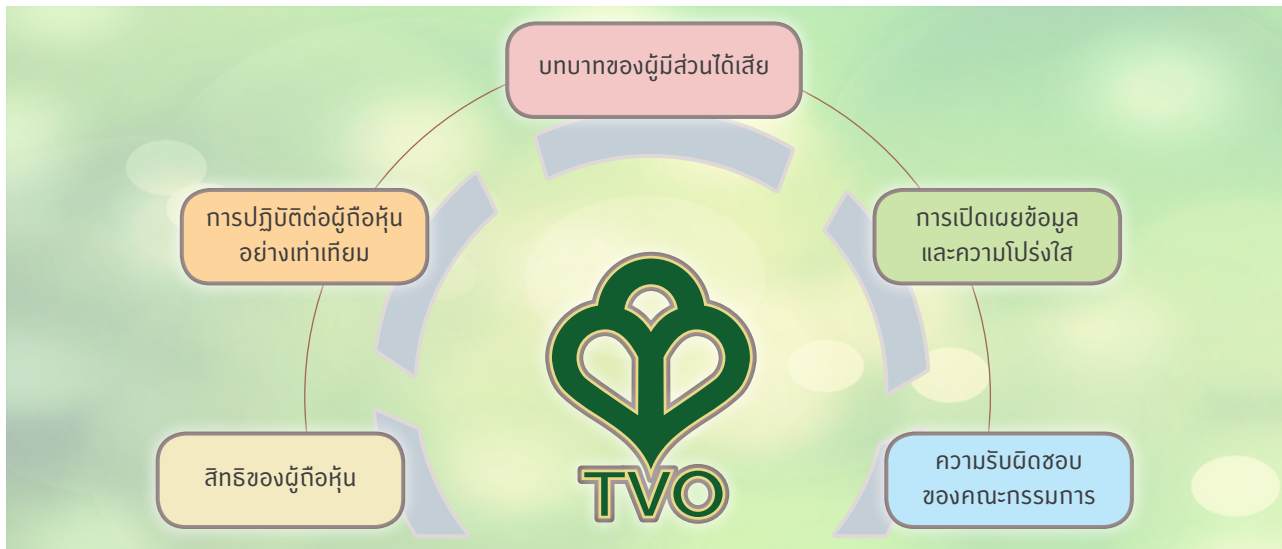 บทบาทของผู้มีส่วนได้เสีย
การปฏิบัติต่อผู้ถือหุ้น
อย่างเท่าเทียม
การเปิดเผยข้อมูล
และความโปร่งใส
สิทธิของผู้ถือหุ้น
ความรับผิดชอบ
ของคณะกรรมการ
TVO